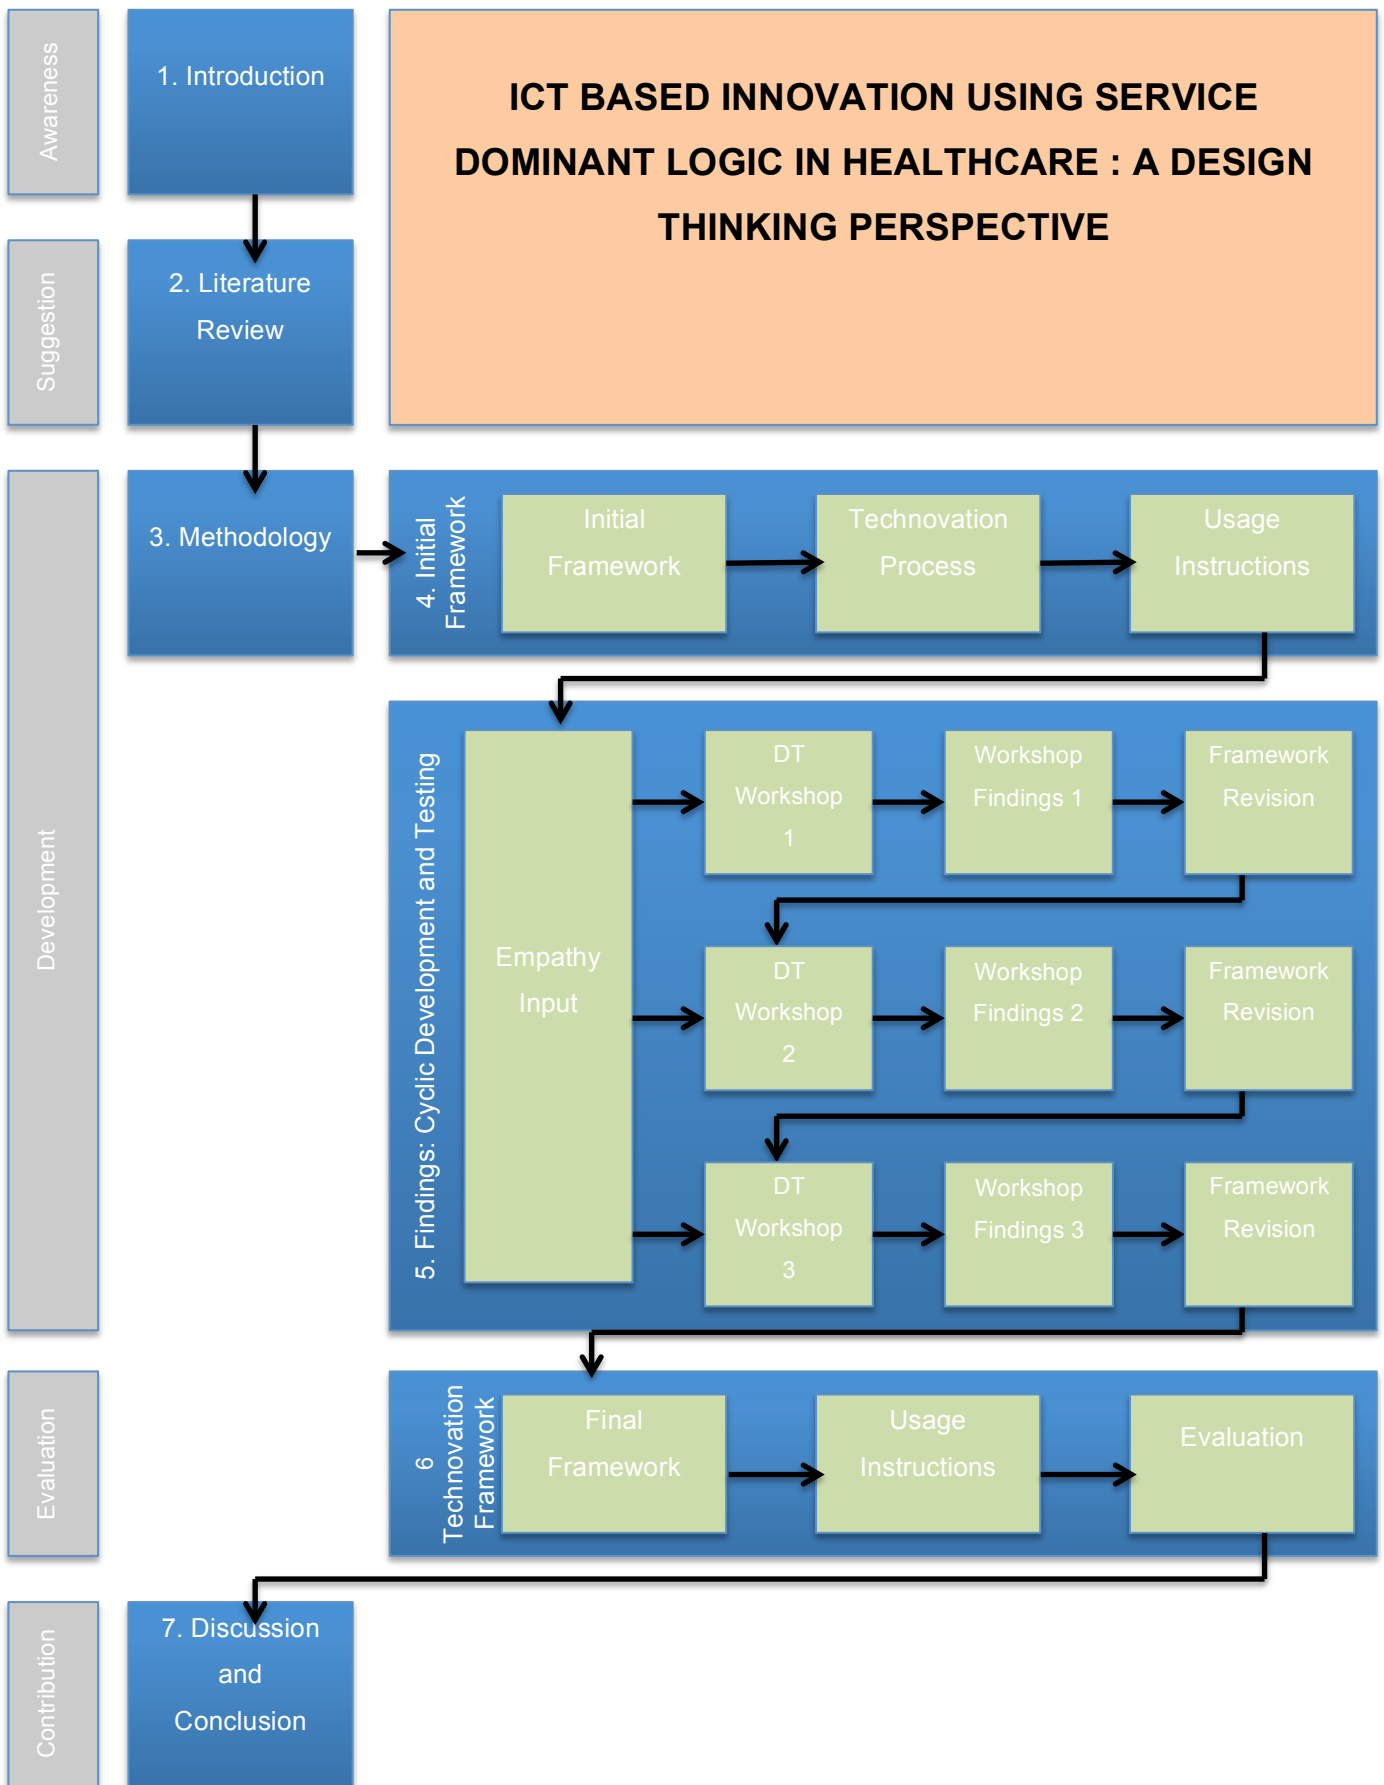 Awareness
1. Introduction
ICT BASED INNOVATION USING SERVICE
DOMINANT LOGIC IN HEALTHCARE : A DESIGN
THINKING PERSPECTIVE
Suggestion
2. Literature
Review
Development
3. Methodology
4. Initial
Framework
Initial
Framework
Technovation
Process
Usage
Instructions
5. Findings: Cyclic Development and Testing
Empathy
Input
DT
Workshop
1
Workshop
Findings 1
Framework
Revision
DT
Workshop
2
Workshop
Findings 2
Framework
Revision
DT
Workshop
3
Workshop
Findings 3
Framework
Revision
Evaluation
6
Technovation
Framework
Final
Framework
Usage
Instructions
Evaluation
Contribution
7. Discussion
and
Conclusion